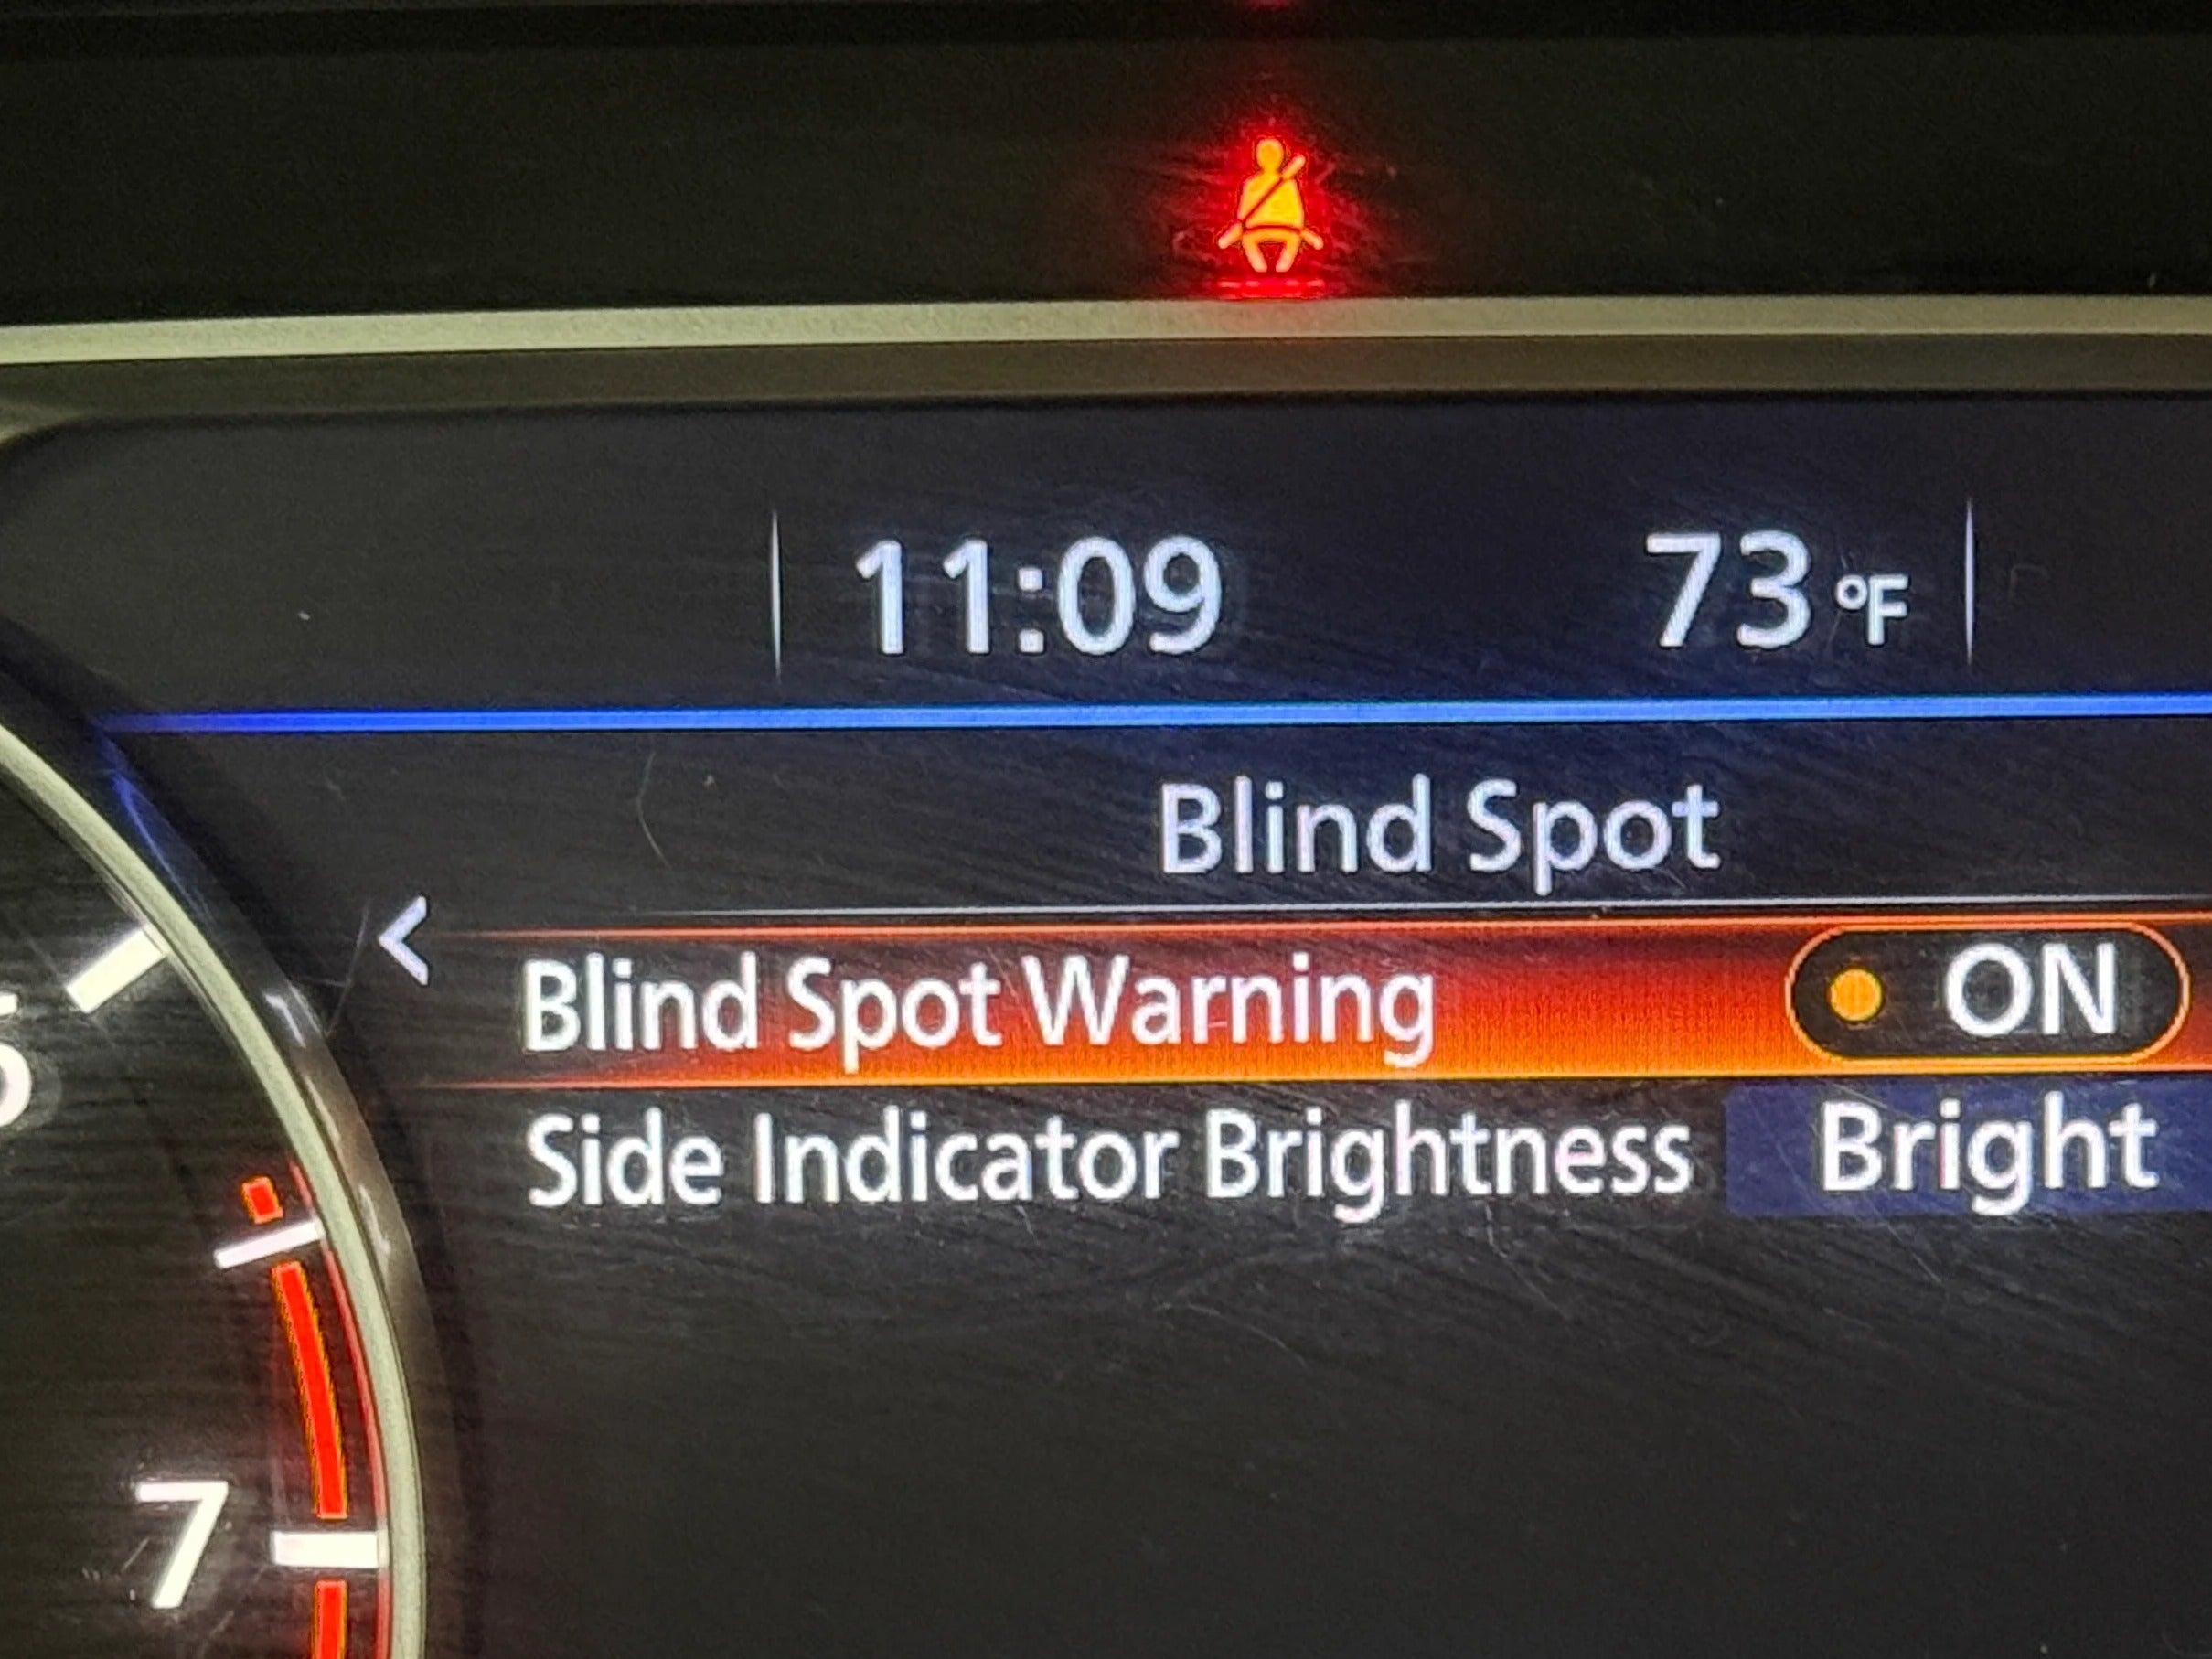 11:09 73 °F
Blind Spot
Blind Spot Warning ON
Side Indicator Brightness Bright
7